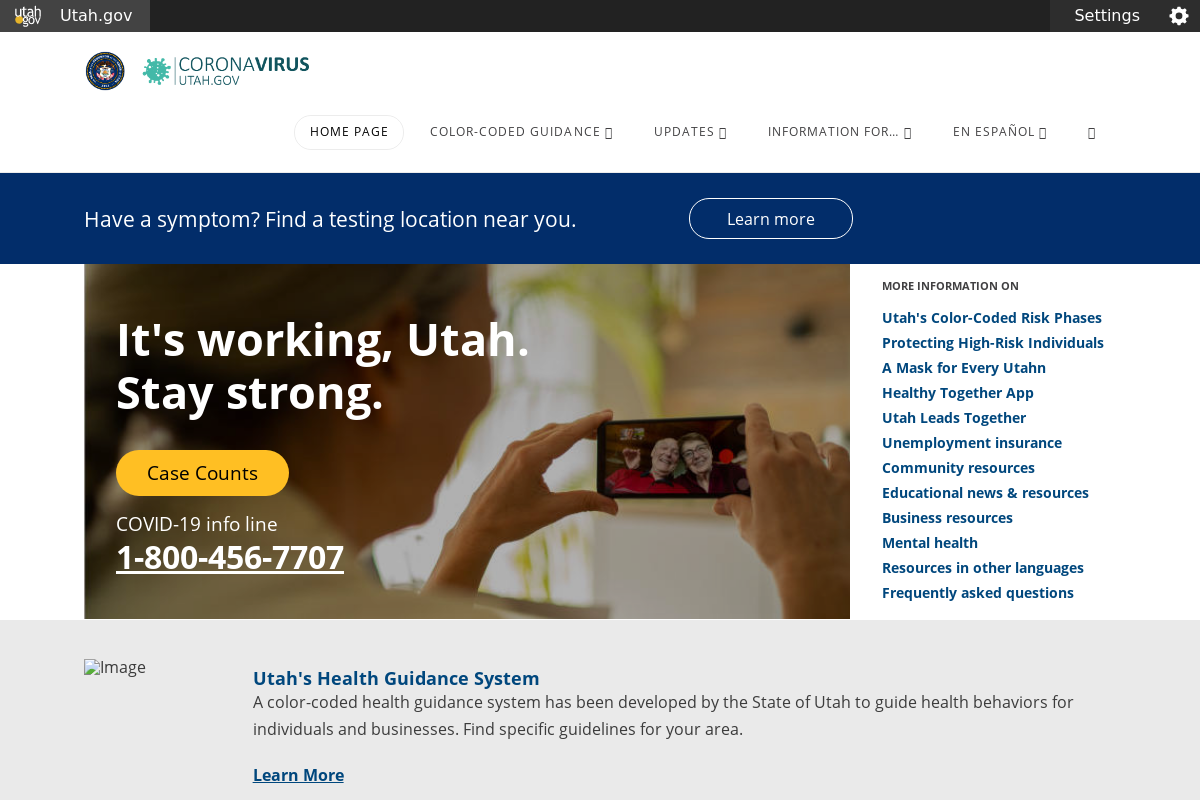 utah gov Utah.gov Settings
CORONAVIRUS
UTAH.GOV
HOME PAGE COLOR-CODED GUIDANCE UPDATES INFORMATION FOR... EN ESPAÑOL
Have a symptom? Find a testing location near you. Learn more
It's working, Utah.
Stay strong.
Case Counts
COVID-19 info line
1-800-456-7707
MORE INFORMATION ON
Utah's Color-Coded Risk Phases
Protecting High-Risk Individuals
A Mask for Every Utahn
Healthy Together App
Utah Leads Together
Unemployment insurance
Community resources
Educational news & resources
Business resources
Mental health
Resources in other languages
Frequently asked questions
Image
Utah's Health Guidance System
A color-coded health guidance system has been developed by the State of Utah to guide health behaviors for
individuals and businesses. Find specific guidelines for your area.
Learn More